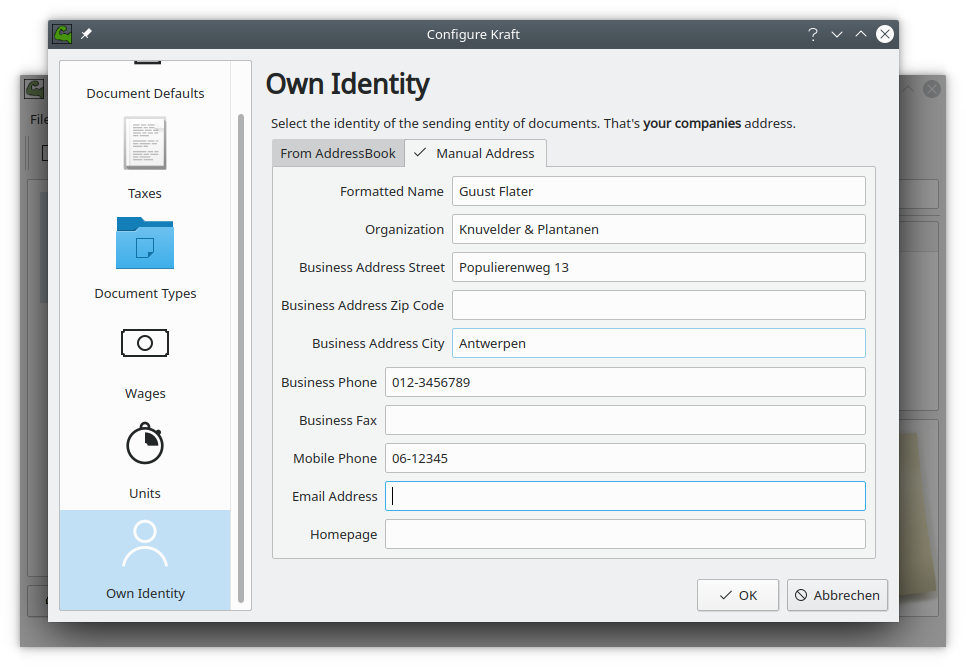 Configure Kraft
File
Document Defaults
Taxes
Document Types
Wages
Units
Own Identity
Own Identity
Select the identity of the sending entity of documents. That's your companies address.
From AddressBook
Manual Address
Formatted Name Guust Flater
Organization Knuvelder & Plantanen
Business Address Street Populierenweg 13
Business Address Zip Code
Business Address City Antwerpen
Business Phone 012-3456789
Business Fax
Mobile Phone 06-12345
Email Address
Homepage
OK
Abbrechen